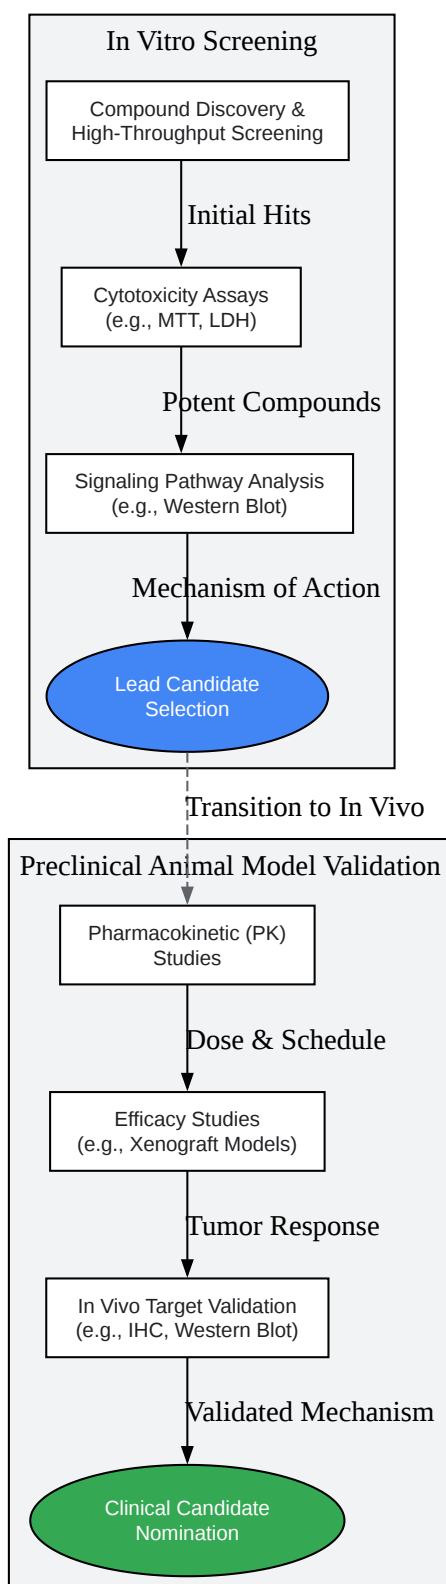 In Vitro Screening
Compound Discovery &
High-Throughput Screening
Initial Hits
Cytotoxicity Assays
(e.g., MTT, LDH)
Potent Compounds
Signaling Pathway Analysis
(e.g., Western Blot)
Mechanism of Action
Lead Candidate
Selection
Transition to In Vivo
Preclinical Animal Model Validation
Pharmacokinetic (PK)
Studies
Dose & Schedule
Efficacy Studies
(e.g., Xenograft Models)
Tumor Response
In Vivo Target Validation
(e.g., IHC, Western Blot)
Validated Mechanism
Clinical Candidate
Nomination